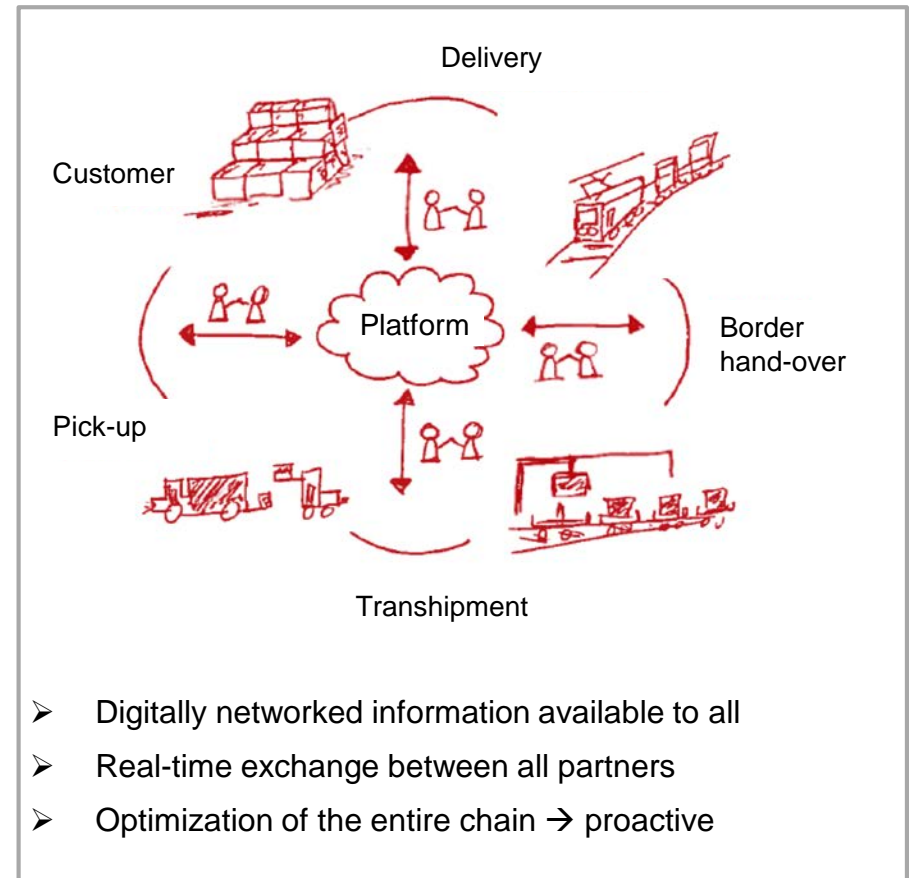 Delivery
Customer
Platform
Border
hand-over
Pick-up
Transhipment
➢ Digitally networked information available to all
➢ Real-time exchange between all partners
➢ Optimization of the entire chain → proactive